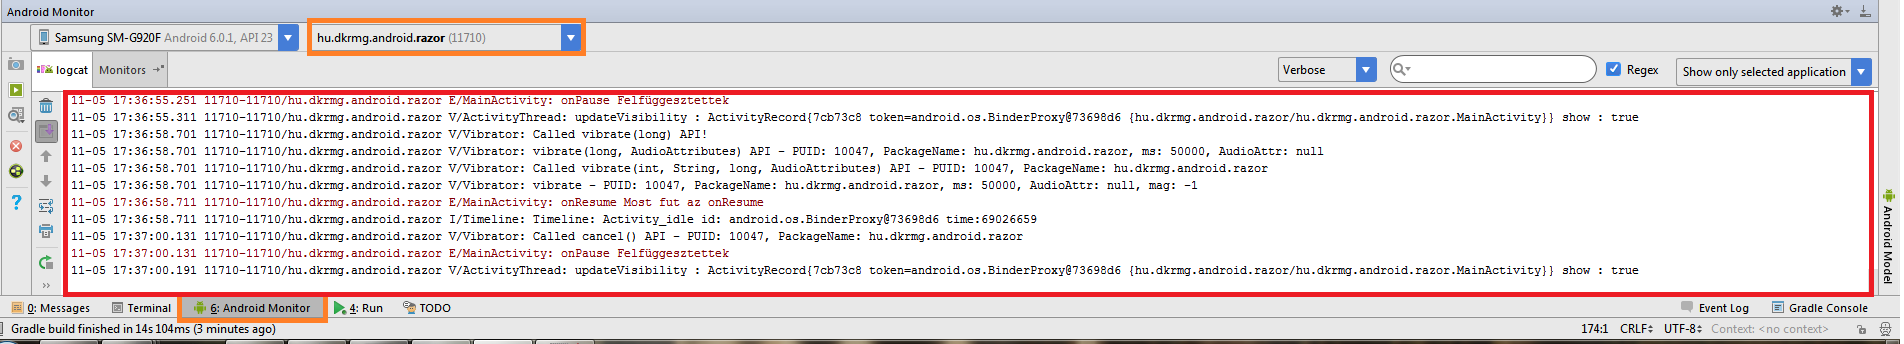 Android Monitor
Samsung SM-G920F Android 6.0.1, API 23 hu.dkrmg.android.razor (11710)
logcat Monitors Verbose Regex Show only selected application
11-05 17:36:55.251 11710-11710/hu.dkrmg.android.razor E/MainActivity: onPause Felfüggesztettek
11-05 17:36:55.311 11710-11710/hu.dkrmg.android.razor V/ActivityThread: updateVisibility : ActivityRecord{7cb73c8 token=android.os.BinderProxy@73698d6 {hu.dkrmg.android.razor/hu.dkrmg.android.razor.MainActivity}} show : true
11-05 17:36:58.701 11710-11710/hu.dkrmg.android.razor V/Vibrator: Called vibrate(long) API!
11-05 17:36:58.701 11710-11710/hu.dkrmg.android.razor V/Vibrator: vibrate(long, AudioAttributes) API - PUID: 10047, PackageName: hu.dkrmg.android.razor, ms: 50000, AudioAttr: null
11-05 17:36:58.701 11710-11710/hu.dkrmg.android.razor V/Vibrator: Called vibrate(int, String, long, AudioAttributes) API - PUID: 10047, PackageName: hu.dkrmg.android.razor
11-05 17:36:58.701 11710-11710/hu.dkrmg.android.razor V/Vibrator: vibrate - PUID: 10047, PackageName: hu.dkrmg.android.razor, ms: 50000, AudioAttr: null, mag: -1
11-05 17:36:58.711 11710-11710/hu.dkrmg.android.razor E/MainActivity: onResume Most fut az onResume
11-05 17:36:58.711 11710-11710/hu.dkrmg.android.razor I/Timeline: Timeline: Activity_idle id: android.os.BinderProxy@73698d6 time:69026659
11-05 17:37:00.131 11710-11710/hu.dkrmg.android.razor V/Vibrator: Called cancel() API - PUID: 10047, PackageName: hu.dkrmg.android.razor
11-05 17:37:00.131 11710-11710/hu.dkrmg.android.razor E/MainActivity: onPause Felfüggesztettek
11-05 17:37:00.191 11710-11710/hu.dkrmg.android.razor V/ActivityThread: updateVisibility : ActivityRecord{7cb73c8 token=android.os.BinderProxy@73698d6 {hu.dkrmg.android.razor/hu.dkrmg.android.razor.MainActivity}} show : true
Android Model
0: Messages Terminal 6: Android Monitor 4: Run TODO Event Log Gradle Console
Gradle build finished in 14s 104ms (3 minutes ago) 174:1 CRLF UTF-8 Context: <no context>